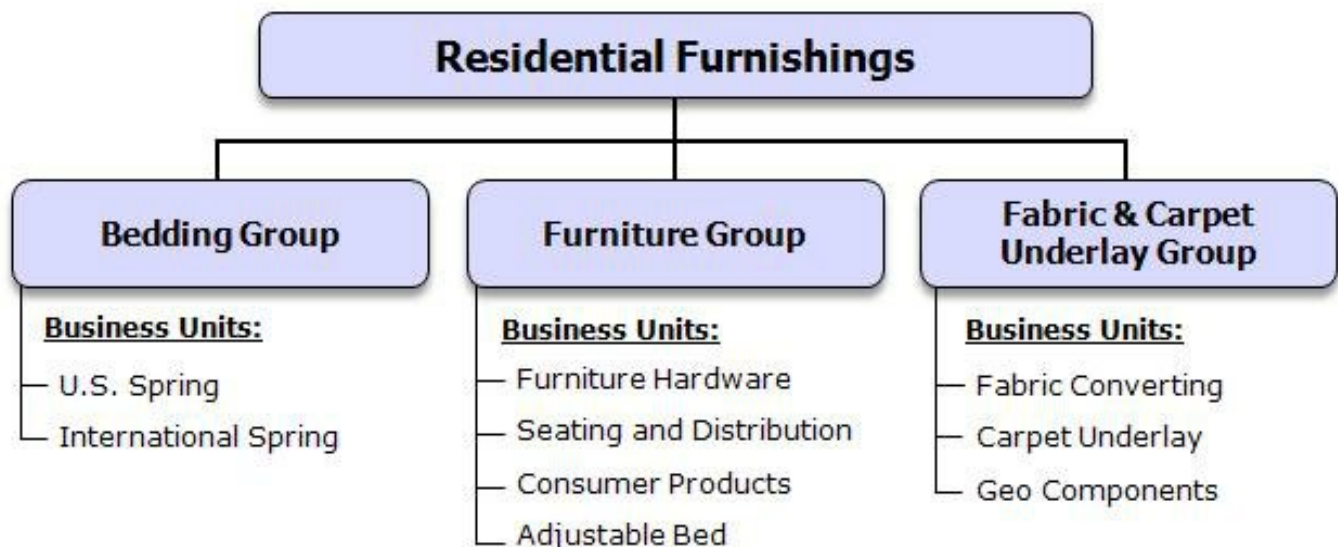 Residential Furnishings
Bedding Group
Business Units:
U.S. Spring
International Spring
Furniture Group
Business Units:
Furniture Hardware
Seating and Distribution
Consumer Products
Adjustable Bed
Fabric & Carpet
Underlay Group
Business Units:
Fabric Converting
Carpet Underlay
Geo Components